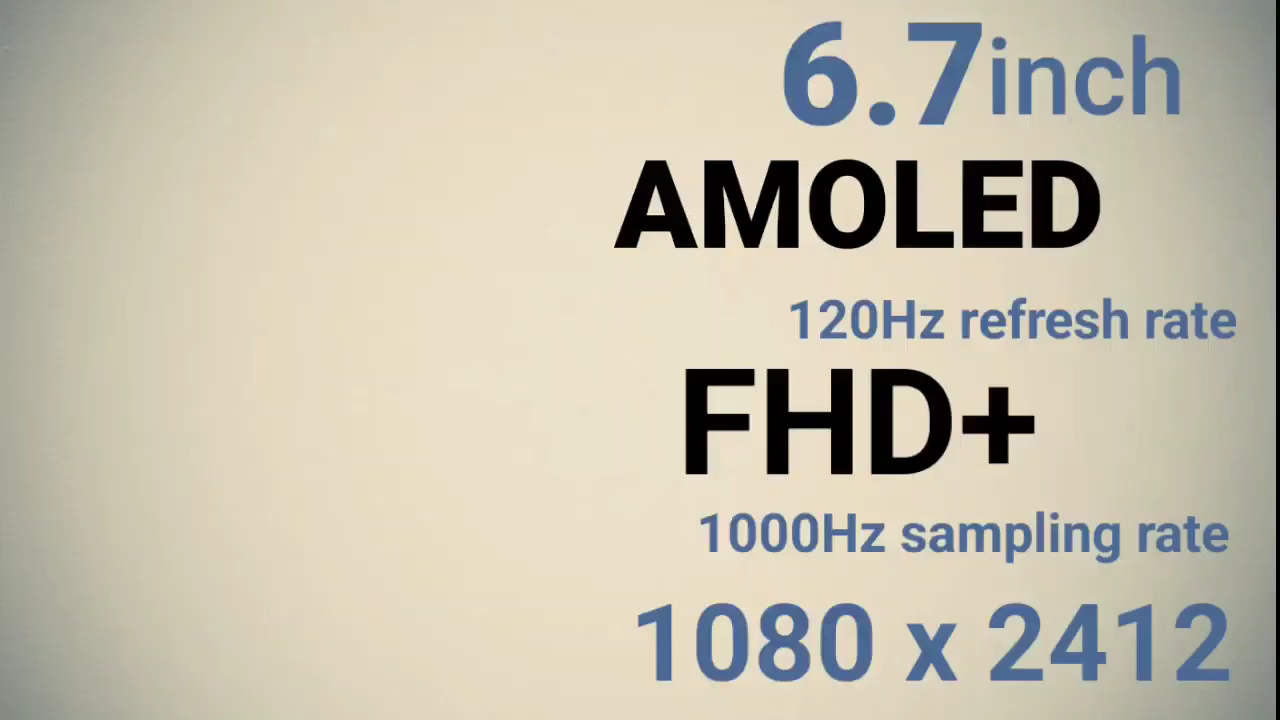 6.7inch
AMOLED
120Hz refresh rate
FHD+
1000Hz sampling rate
1080 x 2412